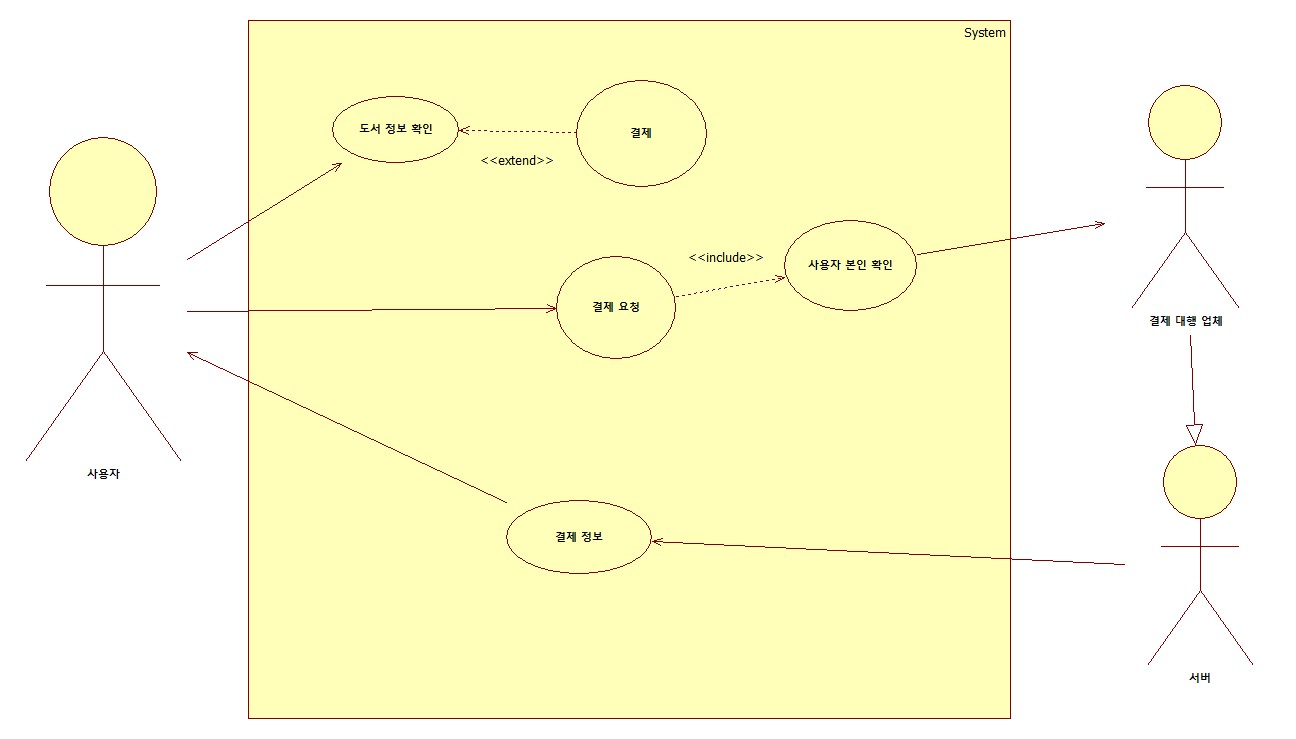 System
도서 정보 확인
결제
<<extend>>
<<include>>
사용자 본인 확인
결제 요청
결제 대행 업체
사용자
결제 정보
서버